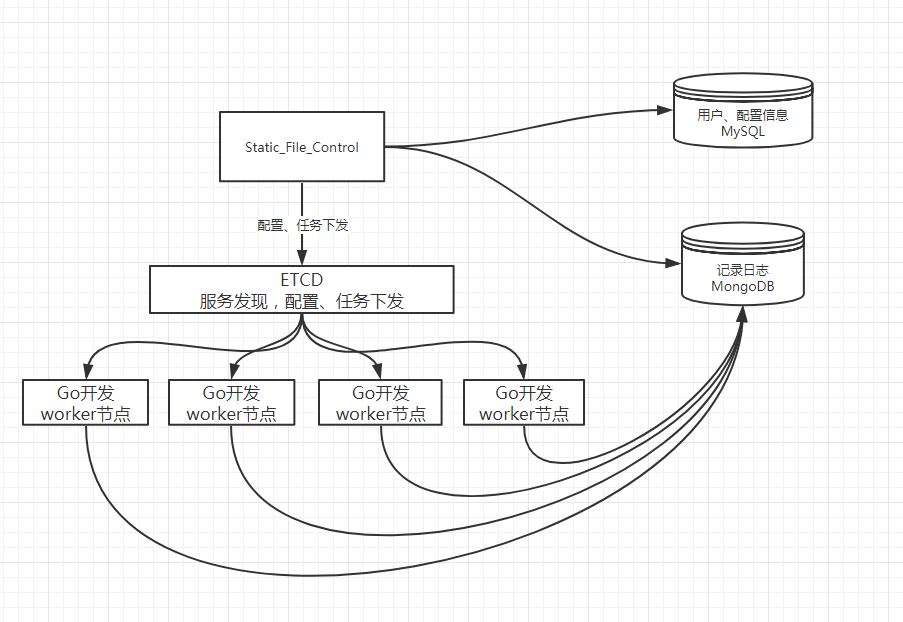 用户、配置信息
MySQL
Static_File_Control
配置、任务下发
记录日志
MongoDB
ETCD
服务发现，配置、任务下发
Go开发
worker节点
Go开发
worker节点
Go开发
worker节点
Go开发
worker节点